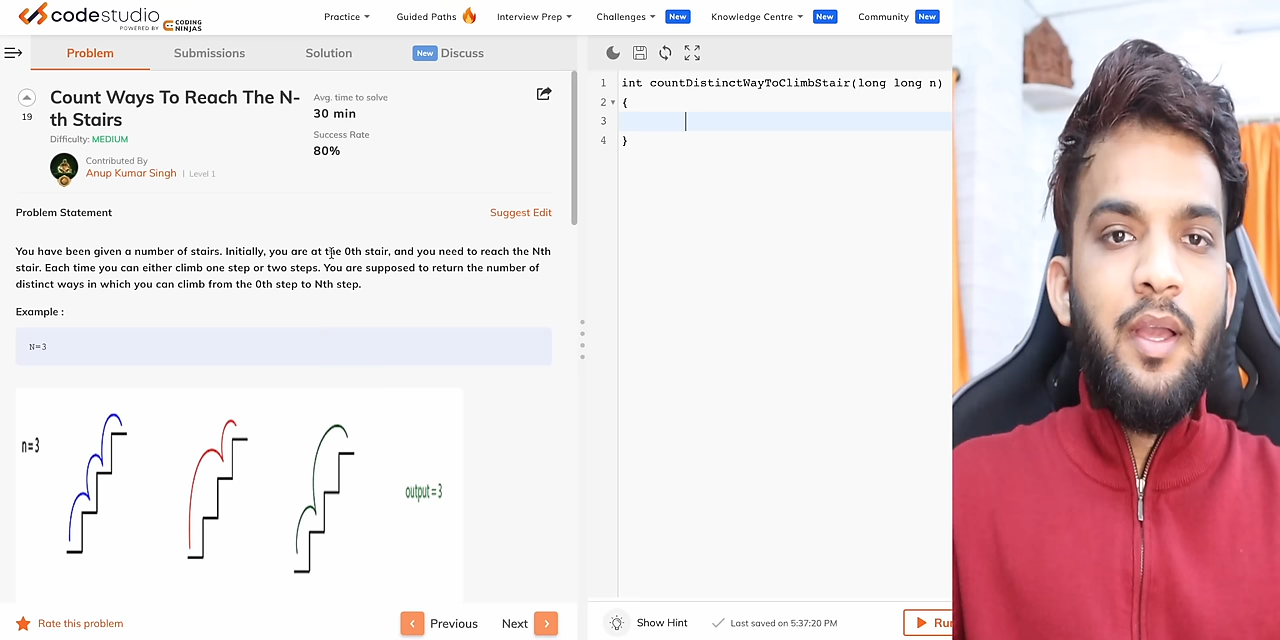 codestudio
POWERED BY CODING NINJAS
Practice
Guided Paths
Interview Prep
Challenges New
Knowledge Centre New
Community New
Problem
Submissions
Solution
New Discuss
Count Ways To Reach The N-
th Stairs
Difficulty: MEDIUM
19
Contributed By
Anup Kumar Singh | Level 1
Avg. time to solve
30 min
Success Rate
80%
Problem Statement
Suggest Edit
You have been given a number of stairs. Initially, you are at the 0th stair, and you need to reach the Nth
stair. Each time you can either climb one step or two steps. You are supposed to return the number of
distinct ways in which you can climb from the 0th step to Nth step.
Example :
N=3
n=3
output = 3
Rate this problem
Previous
Next
1 int countDistinctWayToClimbStair(long long n)
2 {
3
4 }
Show Hint
Last saved on 5:37:20 PM
Run